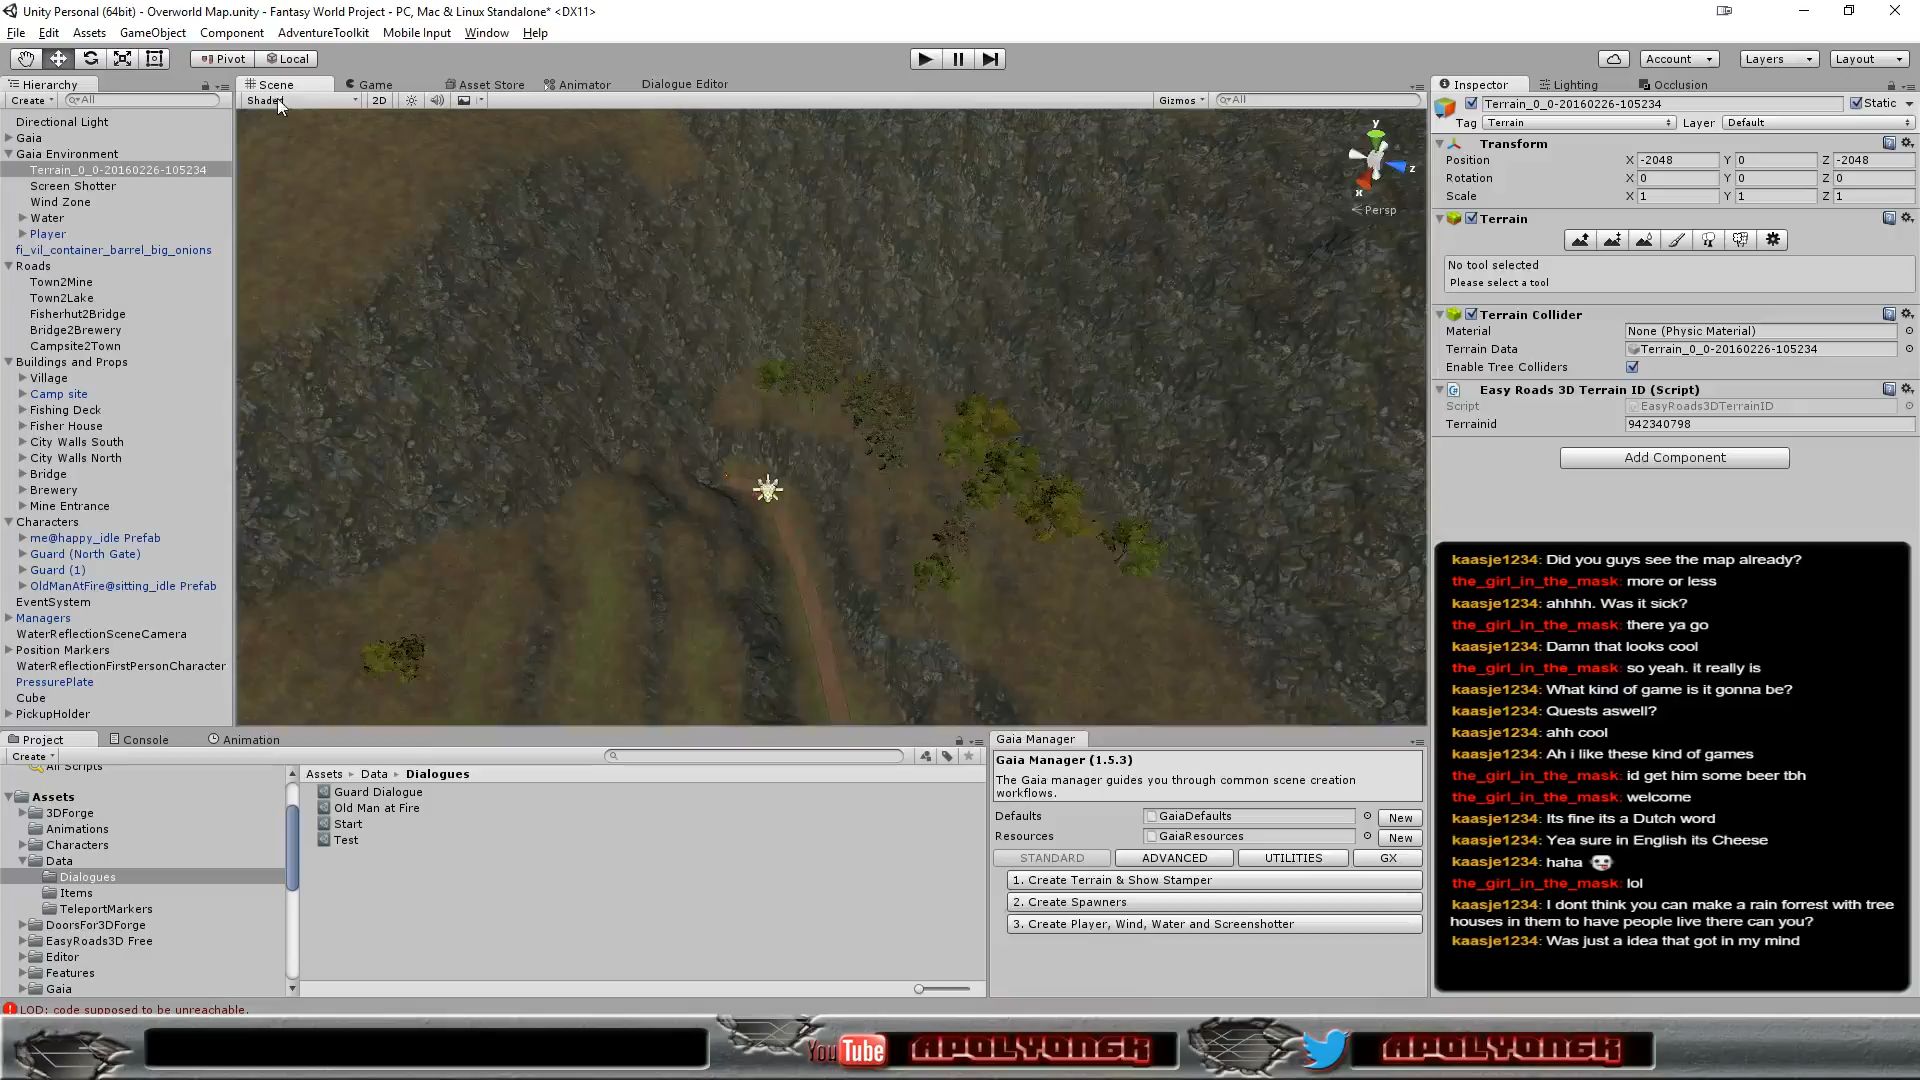 Unity Personal (64bit) - Overworld Map.unity - Fantasy World Project - PC, Mac & Linux Standalone* <DX11>
File Edit Assets GameObject Component AdventureToolkit Mobile Input Window Help
Pivot Local
Account Layers Layout
Hierarchy
Create All
Directional Light
Gaia
Gaia Environment
Terrain_0_0-20160226-105234
Screen Shotter
Wind Zone
Water
Player
fi_vil_container_barrel_big_onions
Roads
Town2Mine
Town2Lake
Fisherhut2Bridge
Bridge2Brewery
Campsite2Town
Buildings and Props
Village
Camp site
Fishing Deck
Fisher House
City Walls South
City Walls North
Bridge
Brewery
Mine Entrance
Characters
me@happy_idle Prefab
Guard (North Gate)
Guard (1)
OldManAtFire@sitting_idle Prefab
EventSystem
Managers
WaterReflectionSceneCamera
Position Markers
WaterReflectionFirstPersonCharacter
PressurePlate
Cube
PickupHolder
Scene Game Asset Store Animator Dialogue Editor
Shaded 2D Gizmos All
y
z
x
Persp
Inspector Lighting Occlusion
Terrain_0_0-20160226-105234 Static
Tag Terrain Layer Default
Transform
Position X -2048 Y 0 Z -2048
Rotation X 0 Y 0 Z 0
Scale X 1 Y 1 Z 1
Terrain
No tool selected
Please select a tool
Terrain Collider
Material None (Physic Material)
Terrain Data Terrain_0_0-20160226-105234
Enable Tree Colliders
Easy Roads 3D Terrain ID (Script)
Script EasyRoads3DTerrainID
Terrainid 942340798
Add Component
kaasje1234: Did you guys see the map already?
the_girl_in_the_mask: more or less
kaasje1234: ahhhh. Was it sick?
the_girl_in_the_mask: there ya go
kaasje1234: Damn that looks cool
the_girl_in_the_mask: so yeah. it really is
kaasje1234: What kind of game is it gonna be?
kaasje1234: Quests aswell?
kaasje1234: ahh cool
kaasje1234: Ah i like these kind of games
the_girl_in_the_mask: id get him some beer tbh
the_girl_in_the_mask: welcome
kaasje1234: Its fine its a Dutch word
kaasje1234: Yea sure in English its Cheese
kaasje1234: haha
the_girl_in_the_mask: lol
kaasje1234: I dont think you can make a rain forrest with tree
houses in them to have people live there can you?
kaasje1234: Was just a idea that got in my mind
Project Console Animation
Create
All Scripts
Assets
3DForge
Animations
Characters
Data
Dialogues
Items
TeleportMarkers
DoorsFor3DForge
EasyRoads3D Free
Editor
Features
Gaia
Assets Data Dialogues
Guard Dialogue
Old Man at Fire
Start
Test
Gaia Manager
Gaia Manager (1.5.3)
The Gaia manager guides you through common scene creation
workflows.
Defaults GaiaDefaults New
Resources GaiaResources New
STANDARD ADVANCED UTILITIES GX
1. Create Terrain & Show Stamper
2. Create Spawners
3. Create Player, Wind, Water and Screenshotter
LOD: code supposed to be unreachable.
YouTube APOLYON6K APOLYON6K